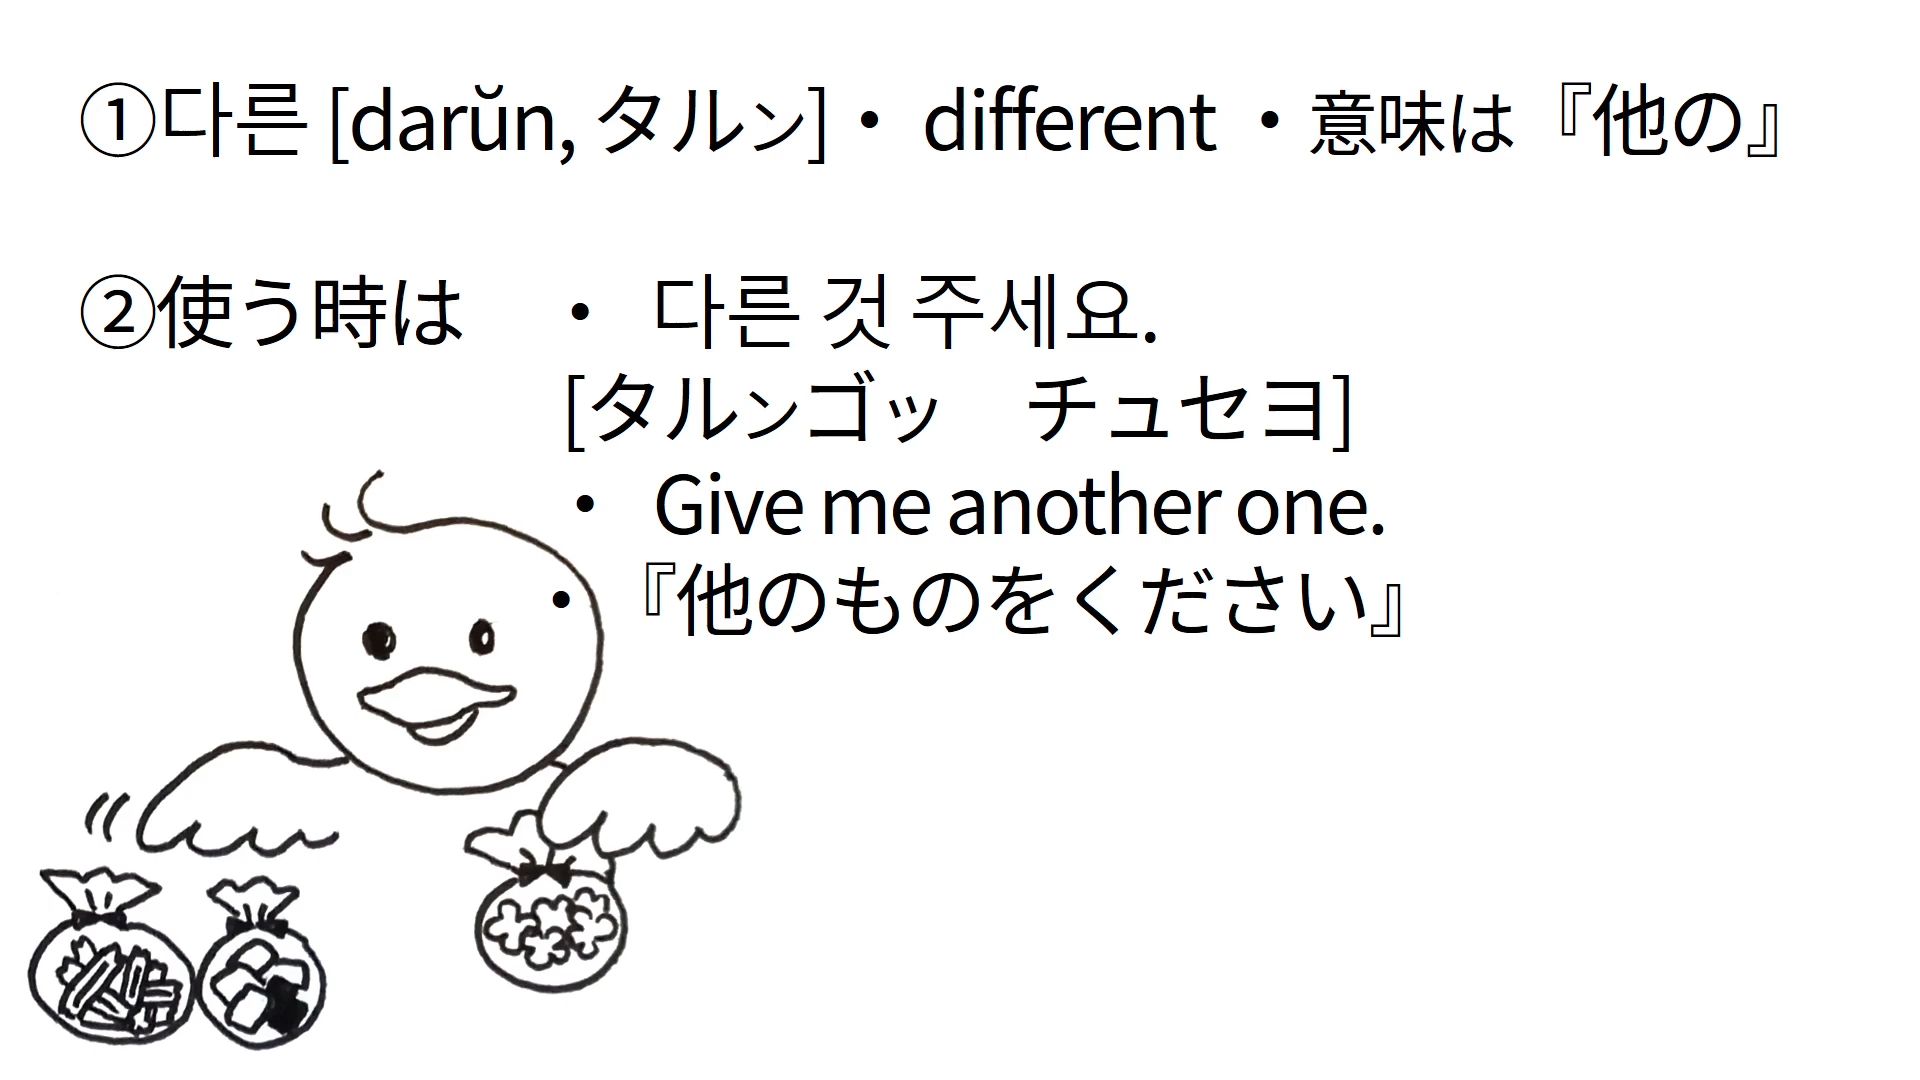 ①다른 [darŭn, タルン]・ different ・意味は『他の』
②使う時は ・ 다른 것 주세요.
[タルンゴッ　チュセヨ]
・ Give me another one.
・ 『他のものをください』